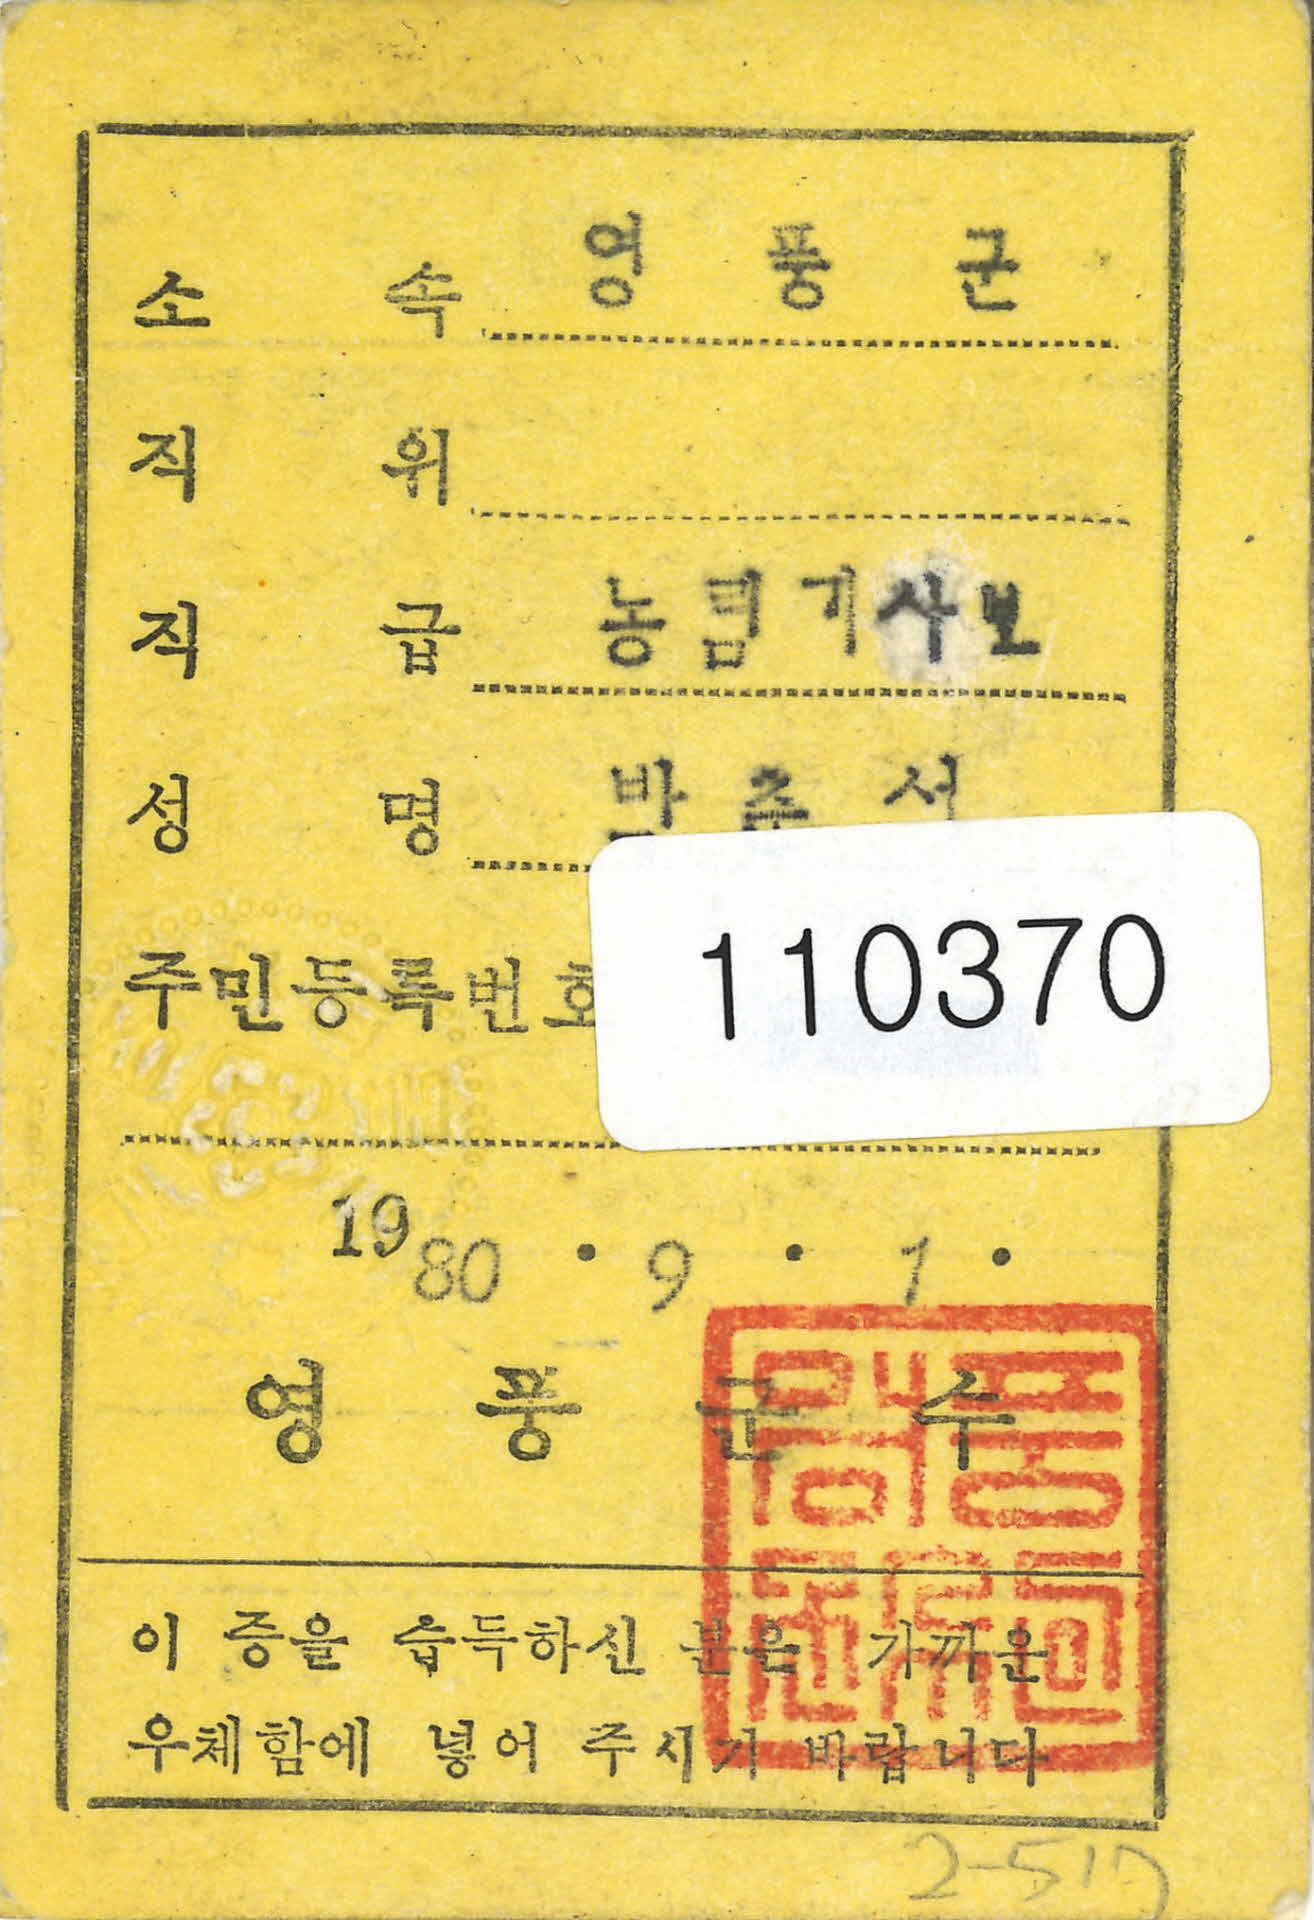 소 속 영 풍 군
직 위
직 급 농림기사보
성 명
주민등록번호
110370
1980 . 9 . 1 .
영 풍 군 수
이 증을 습득하신 분은 가까운
우체함에 넣어 주시기 바랍니다
2-517